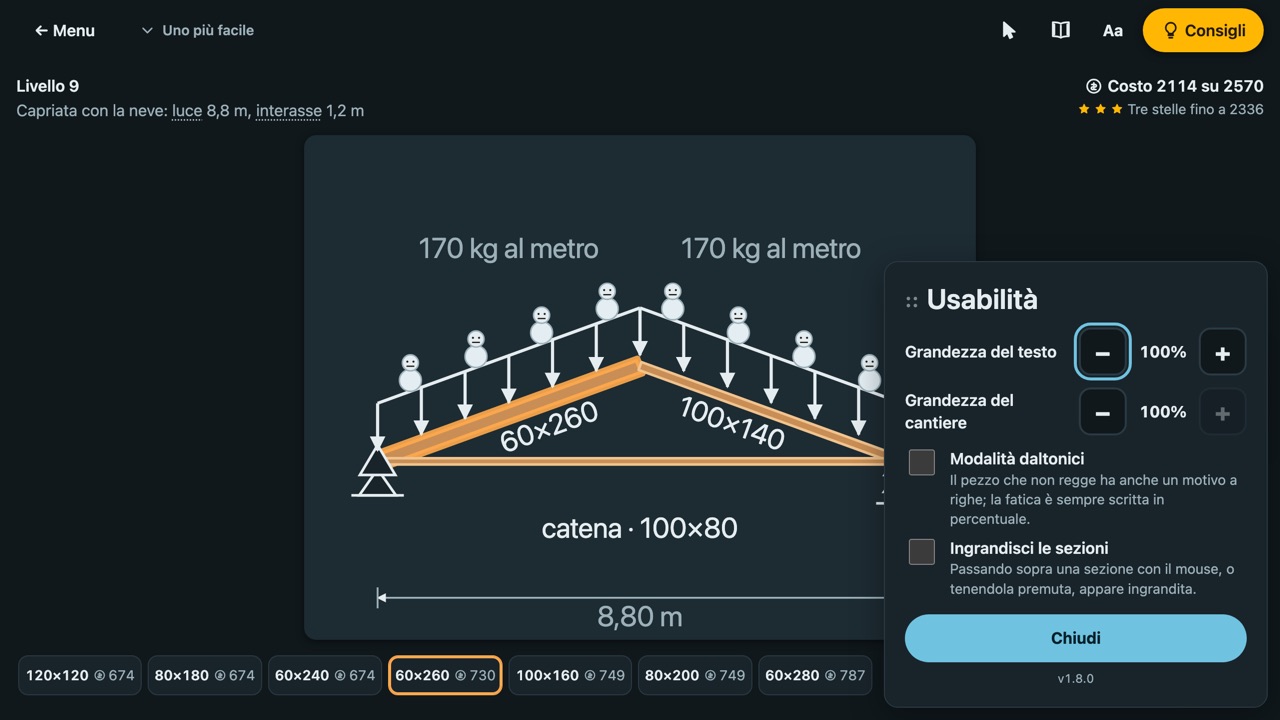 ← Menu
Uno più facile
Aa
Consigli
Livello 9
Capriata con la neve: luce 8,8 m, interasse 1,2 m
Costo 2114 su 2570
Tre stelle fino a 2336
170 kg al metro
170 kg al metro
60×260
100×140
catena · 100×80
8,80 m
120×120 674
80×180 674
60×240 674
60×260 730
100×160 749
80×200 749
60×280 787
Usabilità
Grandezza del testo
− 100% +
Grandezza del
cantiere
− 100% +
Modalità daltonici
Il pezzo che non regge ha anche un motivo a
righe; la fatica è sempre scritta in
percentuale.
Ingrandisci le sezioni
Passando sopra una sezione con il mouse, o
tenendola premuta, appare ingrandita.
Chiudi
v1.8.0